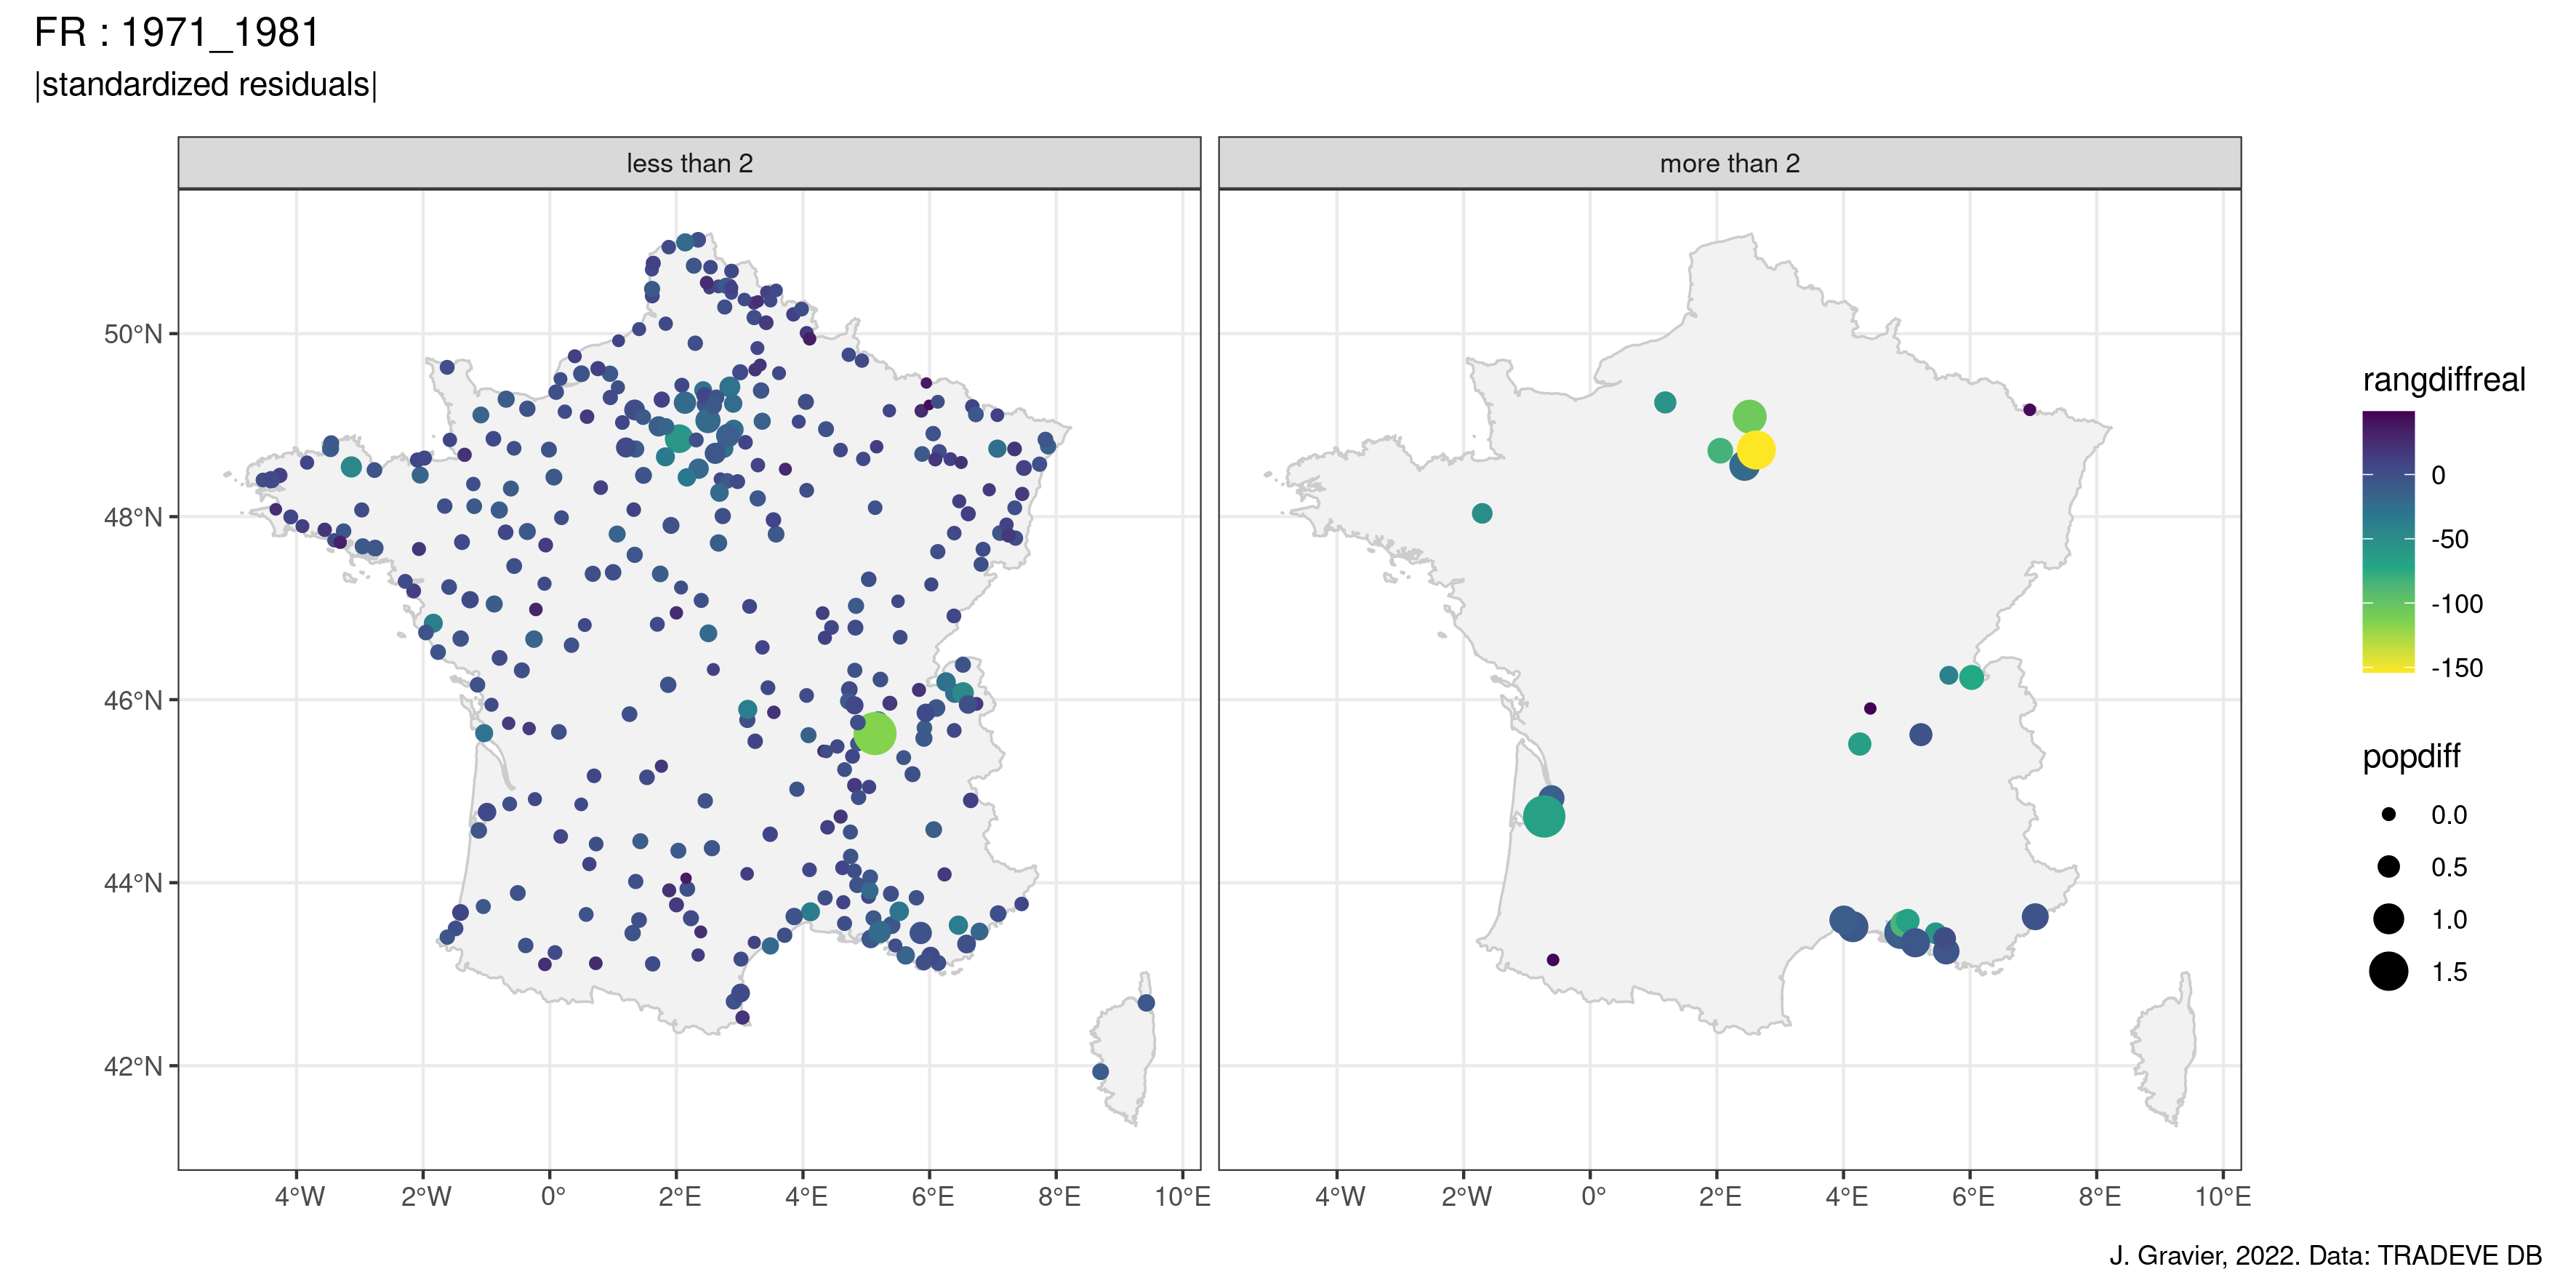 FR : 1971_1981
|standardized residuals|
less than 2
more than 2
50°N
48°N
46°N
44°N
42°N
4°W 2°W 0° 2°E 4°E 6°E 8°E 10°E
4°W 2°W 0° 2°E 4°E 6°E 8°E 10°E
rangdiffreal
0
-50
-100
-150
popdiff
0.0
0.5
1.0
1.5
J. Gravier, 2022. Data: TRADEVE DB